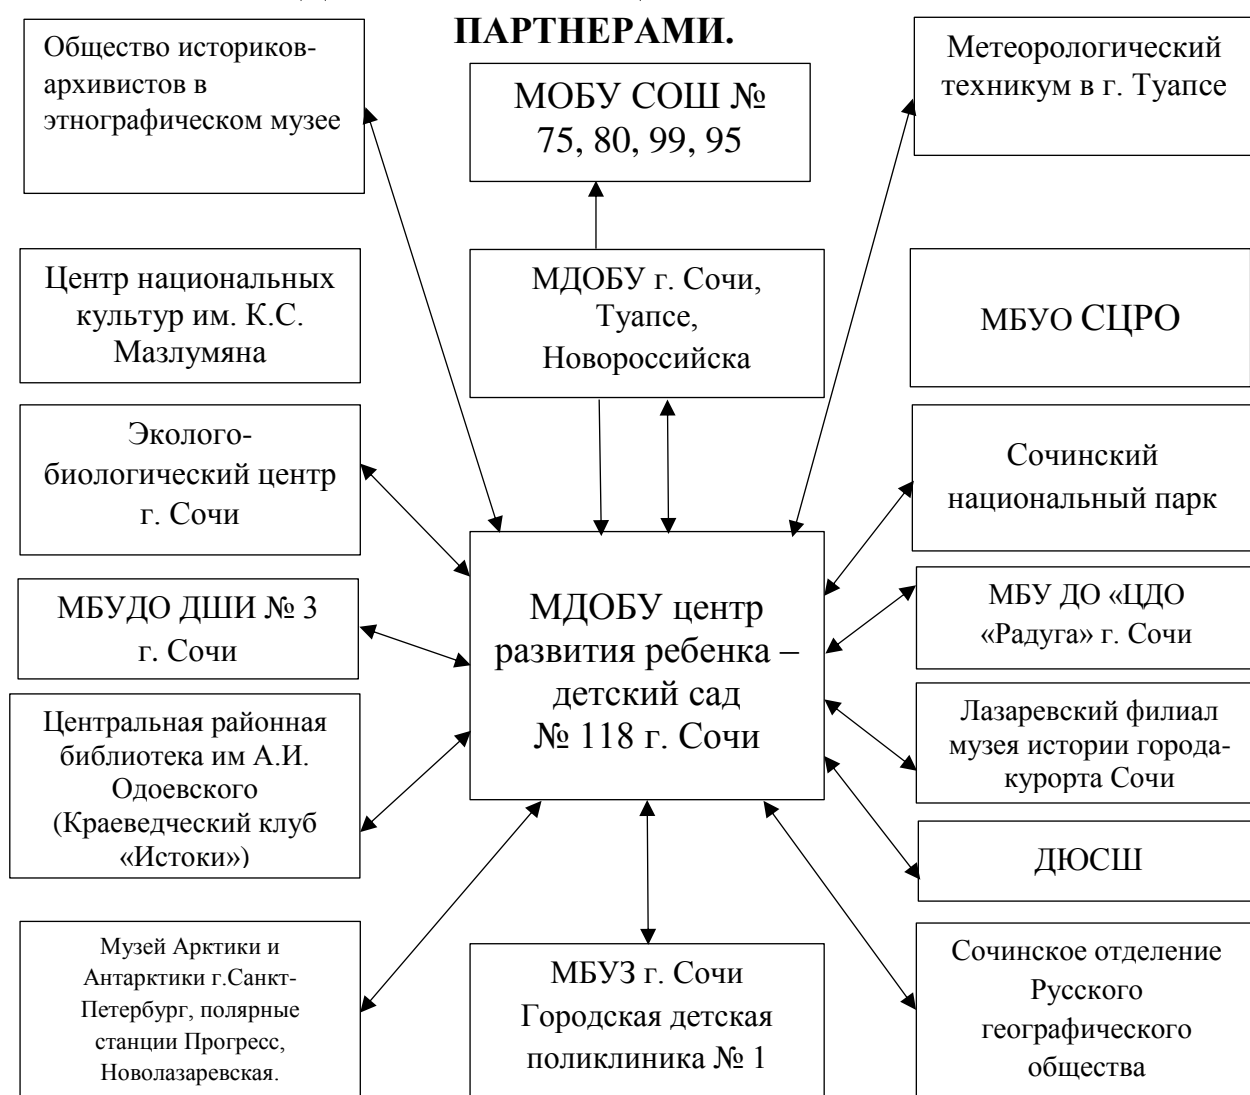 ПАРТНЕРАМИ.
Общество историков-
архивистов в
этнографическом музее
МОБУ СОШ №
75, 80, 99, 95
Метеорологический
техникум в г. Туапсе
Центр национальных
культур им. К.С.
Мазлумяна
МДОБУ г. Сочи,
Туапсе,
Новороссийска
МБУО СЦРО
Эколого-
биологический центр
г. Сочи
Сочинский
национальный парк
МБУДО ДШИ № 3
г. Сочи
МДОБУ центр
развития ребенка –
детский сад
№ 118 г. Сочи
МБУ ДО «ЦДО
«Радуга» г. Сочи
Центральная районная
библиотека им А.И.
Одоевского
(Краеведческий клуб
«Истоки»)
Лазаревский филиал
музея истории города-
курорта Сочи
ДЮСШ
Музей Арктики и
Антарктики г.Санкт-
Петербург, полярные
станции Прогресс,
Новолазаревская.
МБУЗ г. Сочи
Городская детская
поликлиника № 1
Сочинское отделение
Русского
географического
общества